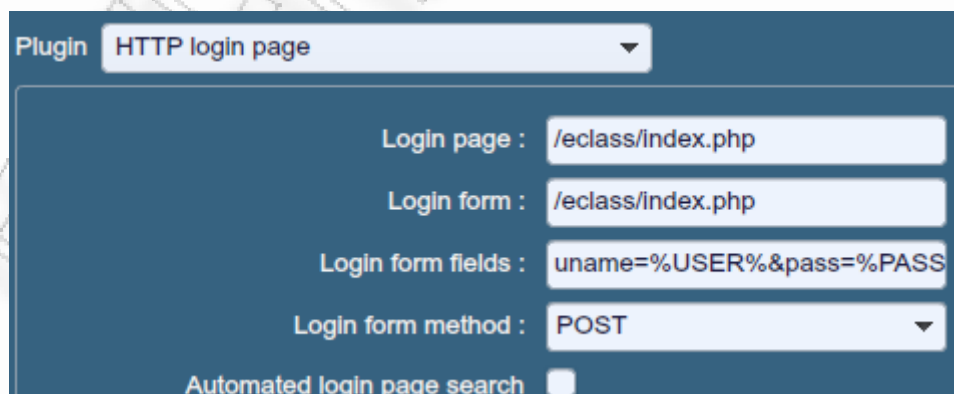 Plugin HTTP login page
Login page : /eclass/index.php
Login form : /eclass/index.php
Login form fields : uname=%USER%&pass=%PASS
Login form method : POST
Automated login page search